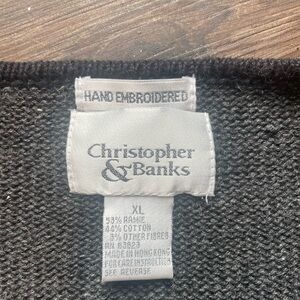 HAND EMBROIDERED
Christopher
& Banks
XL
53% RAMIE
44% COTTON
3% OTHER FIBRES
RN 83823
MADE IN HONG KONG
FOR CARE INSTRUCTION
SEE REVERSE